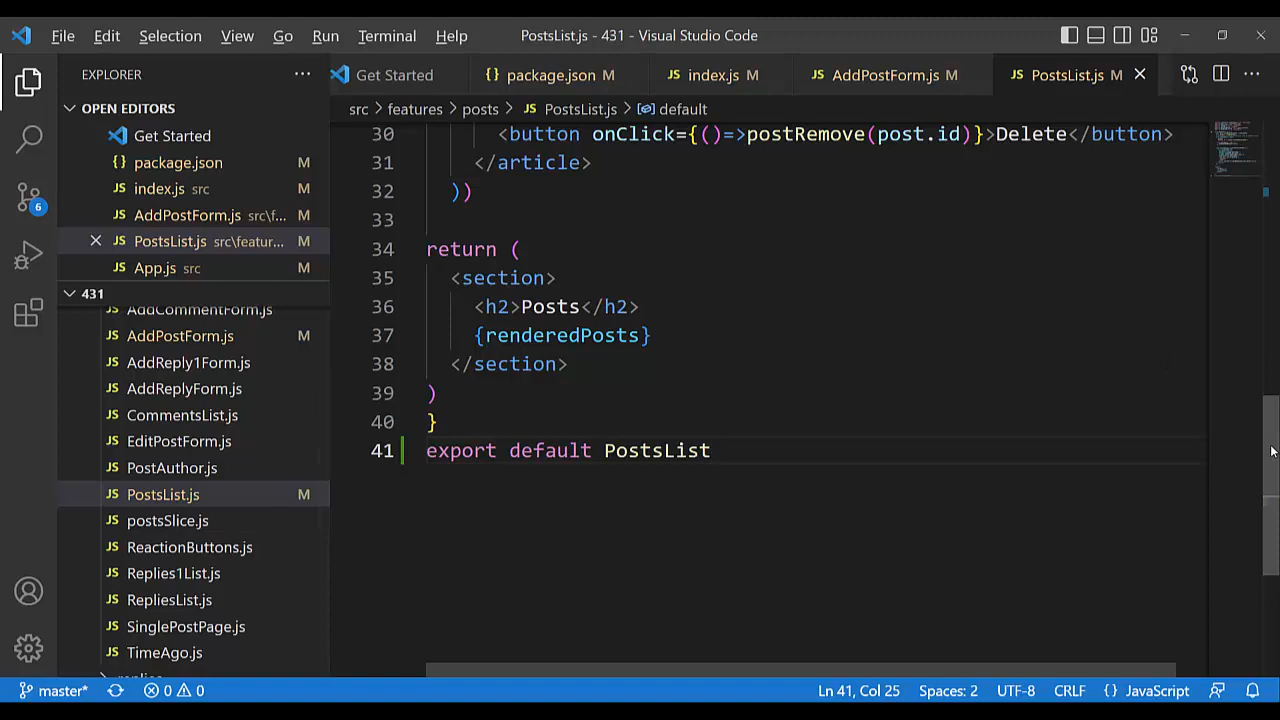 File Edit Selection View Go Run Terminal Help PostsList.js - 431 - Visual Studio Code
EXPLORER
Get Started package.json M index.js M AddPostForm.js M PostsList.js M
OPEN EDITORS
Get Started
package.json M
index.js src M
AddPostForm.js src\f... M
PostsList.js src\featur... M
App.js src M
431
AddCommentForm.js
AddPostForm.js M
AddReply1Form.js
AddReplyForm.js
CommentsList.js
EditPostForm.js
PostAuthor.js
PostsList.js M
postsSlice.js
ReactionButtons.js
Replies1List.js
RepliesList.js
SinglePostPage.js
TimeAgo.js
6
src > features > posts > JS PostsList.js > default
30 <button onClick={()=>postRemove(post.id)}>Delete</button>
31 </article>
32 ))
33
34 return (
35 <section>
36 <h2>Posts</h2>
37 {renderedPosts}
38 </section>
39 )
40 }
41 export default PostsList
master* 0 0 Ln 41, Col 25 Spaces: 2 UTF-8 CRLF {} JavaScript